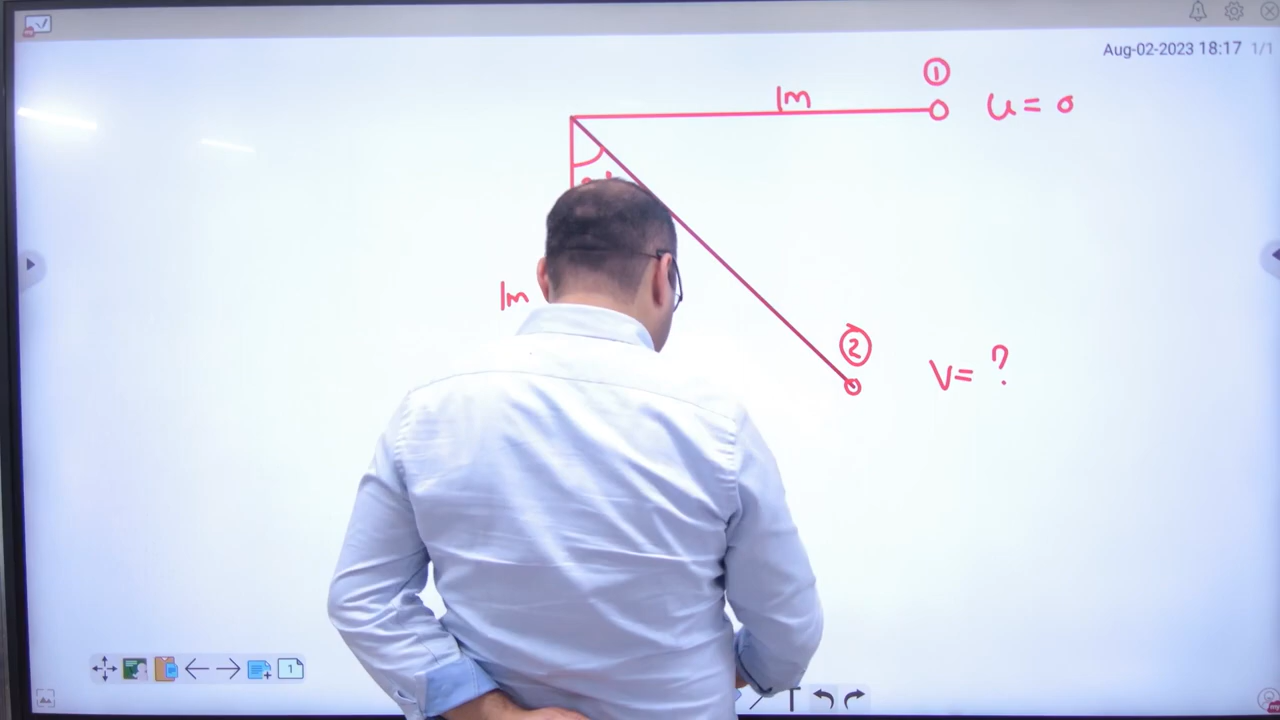 Aug-02-2023 18:17 1/1
①
1m
u = 0
1m
②
V = ?
1
T